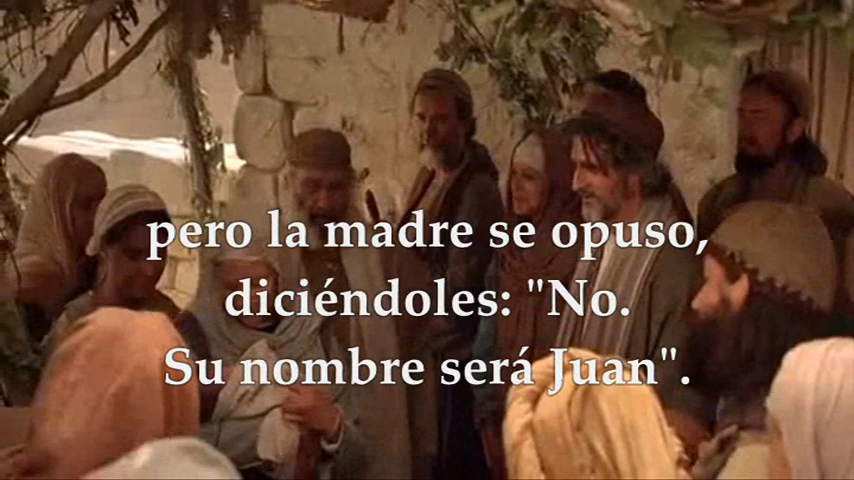 pero la madre se opuso,
diciéndoles: "No.
Su nombre será Juan".